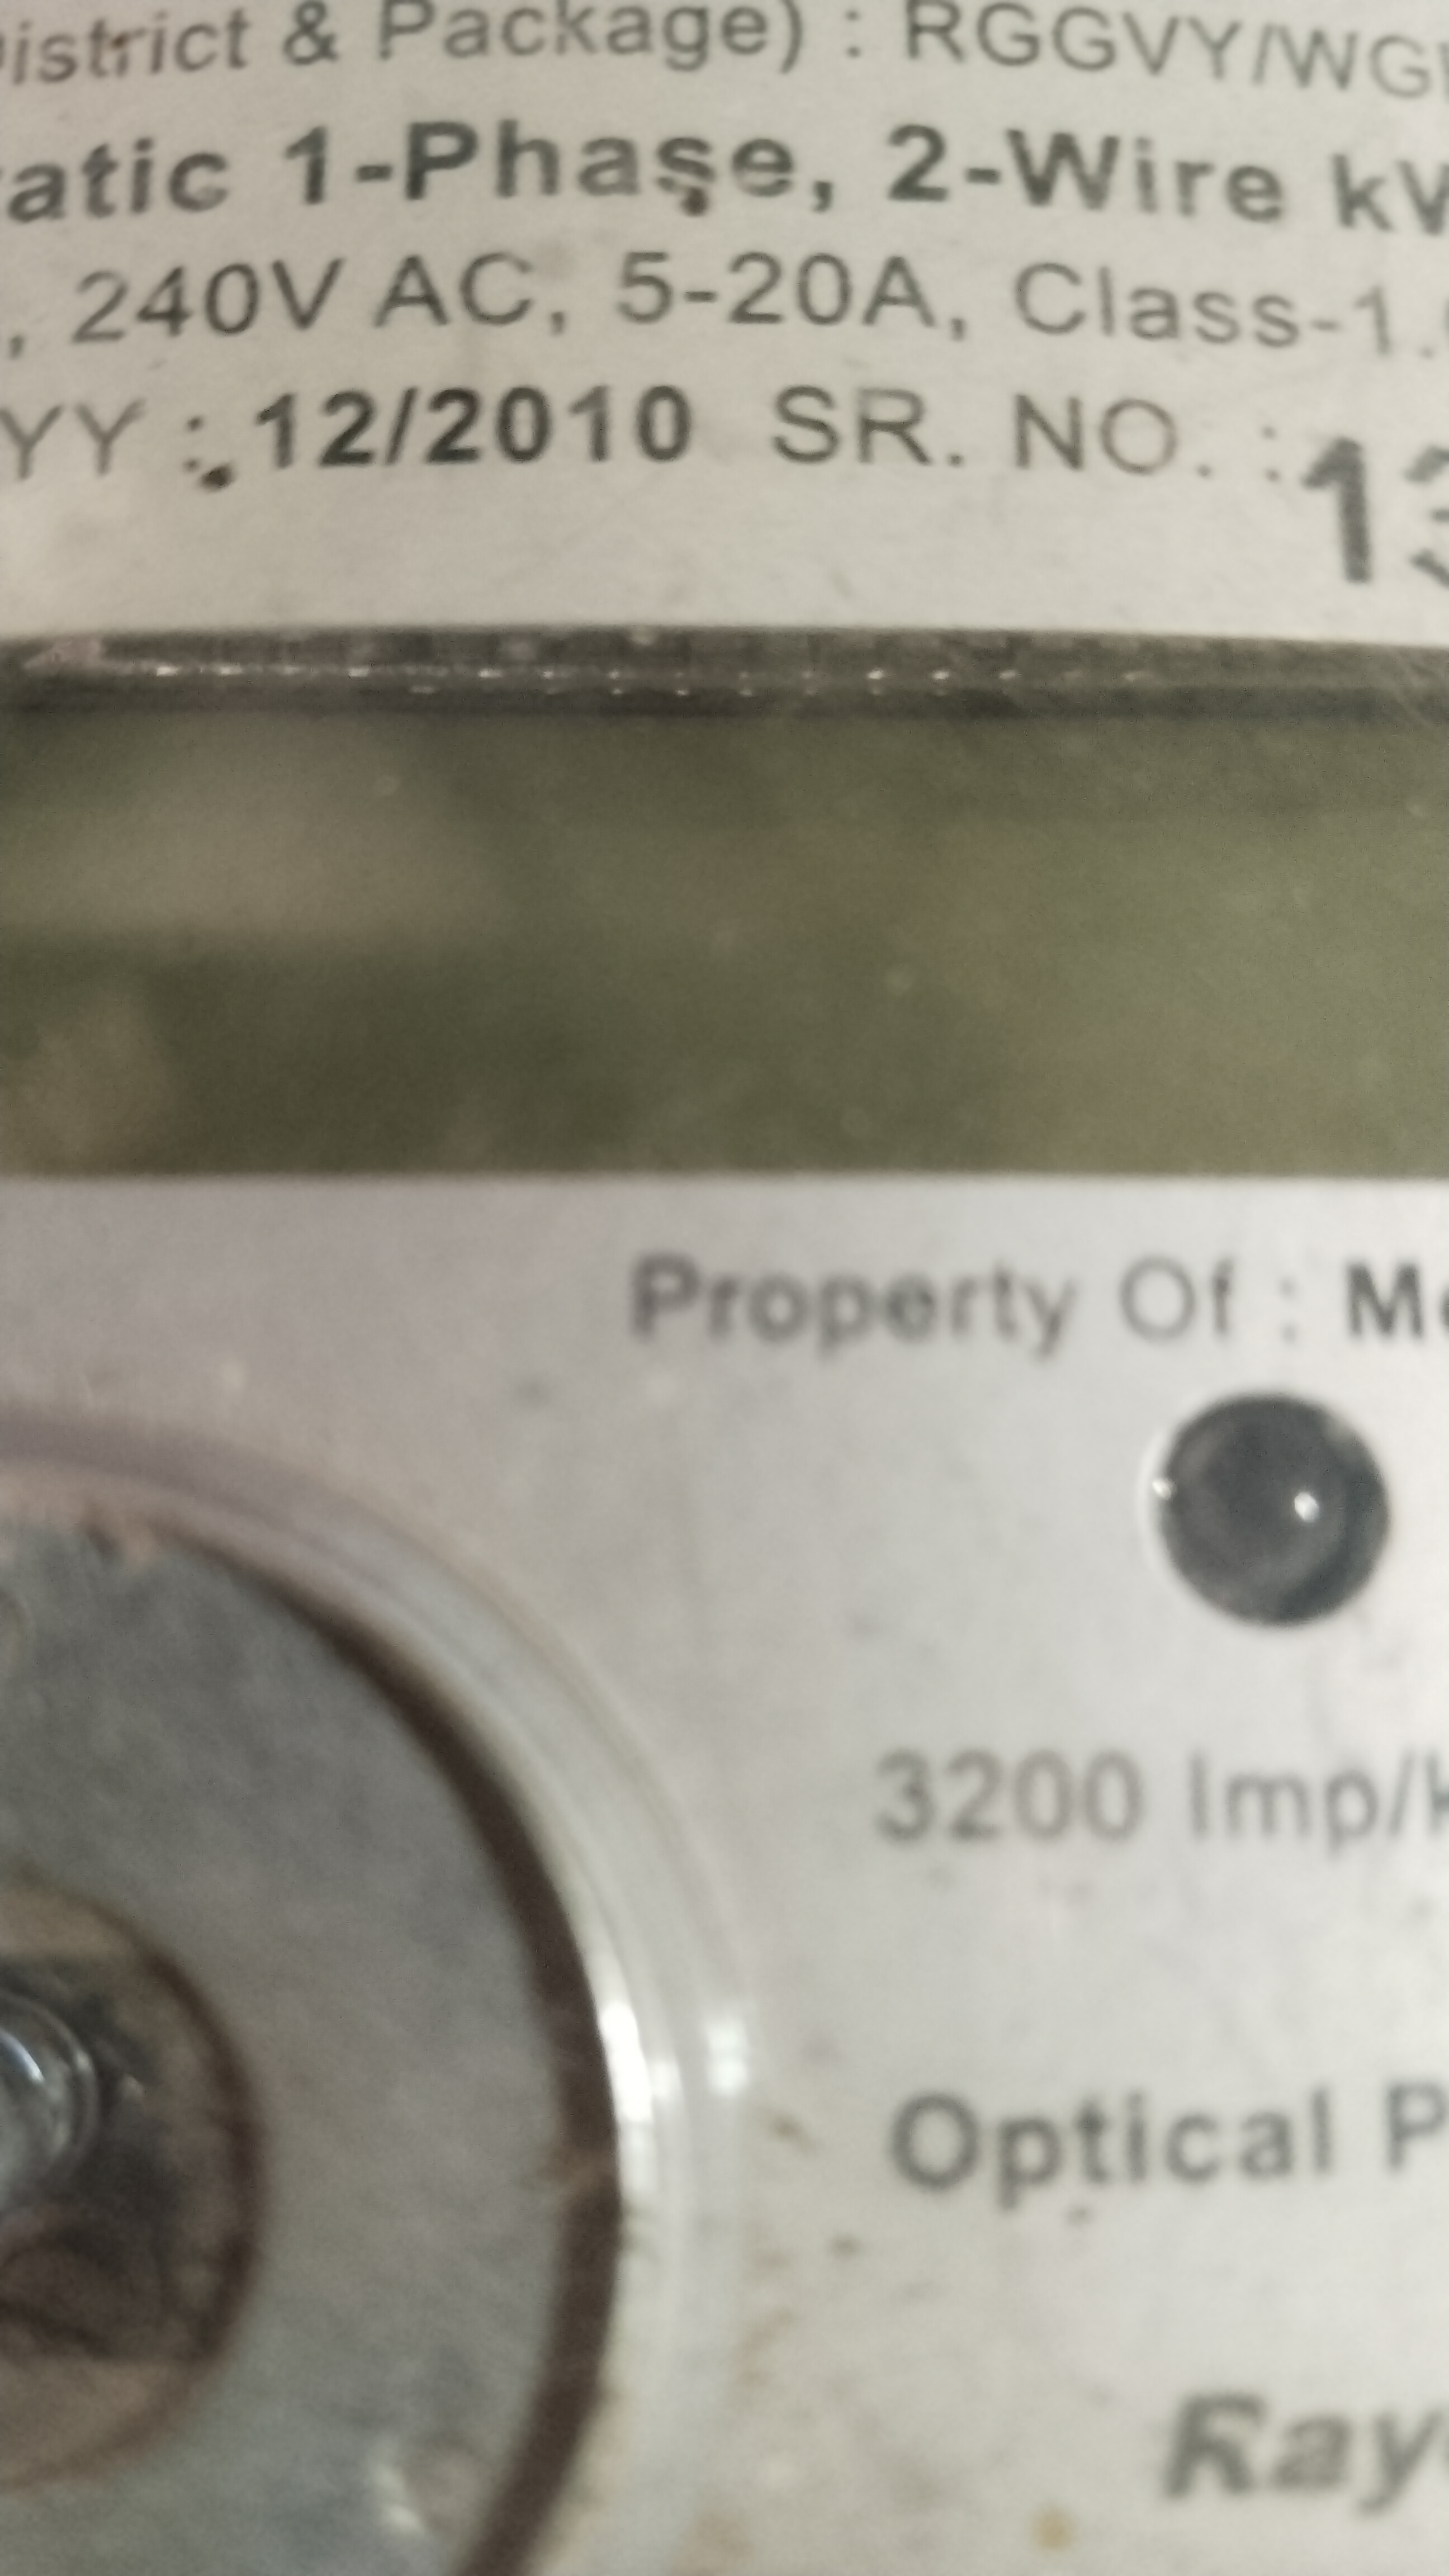 istrict & Package) : RGGVY/WG
atic 1-Phase, 2-Wire k
, 240V AC, 5-20A, Class-1.
YY : 12/2010 SR. NO. : 13
Property Of : M
3200 Imp/k
Optical P
Ray